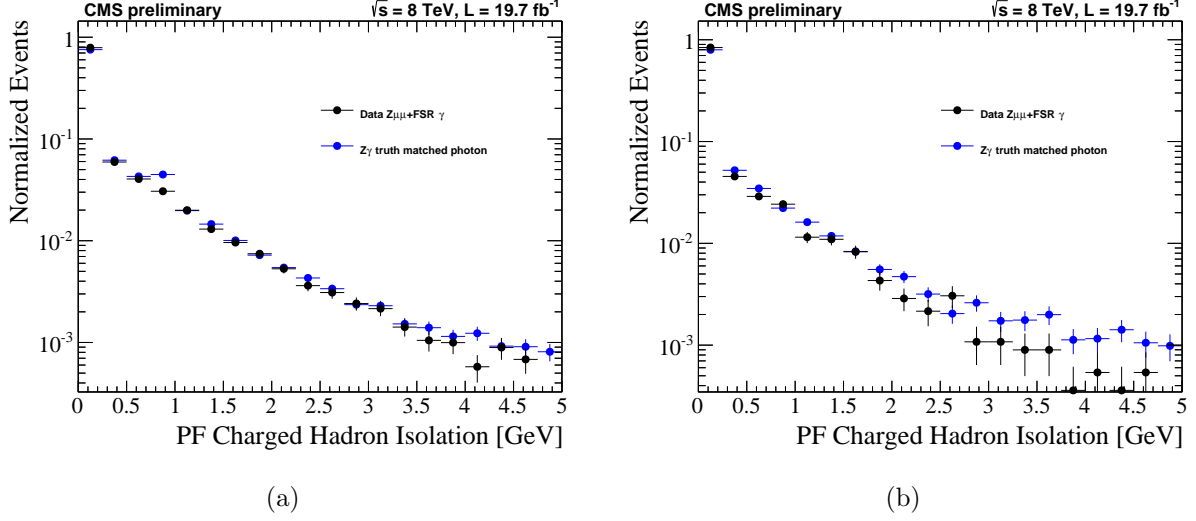 CMS preliminary √s = 8 TeV, L = 19.7 fb⁻¹
Normalized Events
1
10⁻¹
10⁻²
10⁻³
Data Zμμ+FSR γ
Zγ truth matched photon
0 0.5 1 1.5 2 2.5 3 3.5 4 4.5 5
PF Charged Hadron Isolation [GeV]
(a)
CMS preliminary √s = 8 TeV, L = 19.7 fb⁻¹
Normalized Events
1
10⁻¹
10⁻²
10⁻³
Data Zμμ+FSR γ
Zγ truth matched photon
0 0.5 1 1.5 2 2.5 3 3.5 4 4.5 5
PF Charged Hadron Isolation [GeV]
(b)